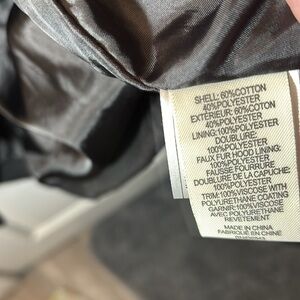 SHELL: 60%COTTON
40%POLYESTER
EXTÉRIEUR: 60%COTON
40%POLYESTER
LINING:100%POLYESTER
DOUBLURE:
100%POLYESTER
FAUX FUR HOOD LINING:
100%POLYESTER
FAUSSE FOURRURE
DOUBLURE DE LA CAPUCHE:
100%POLYESTER
TRIM:100%VISCOSE WITH
POLYURETHANE COATING
GARNIR:100%VISCOSE
AVEC POLYURETHANE
REVÊTEMENT
MADE IN CHINA
FABRIQUÉ EN CHINE